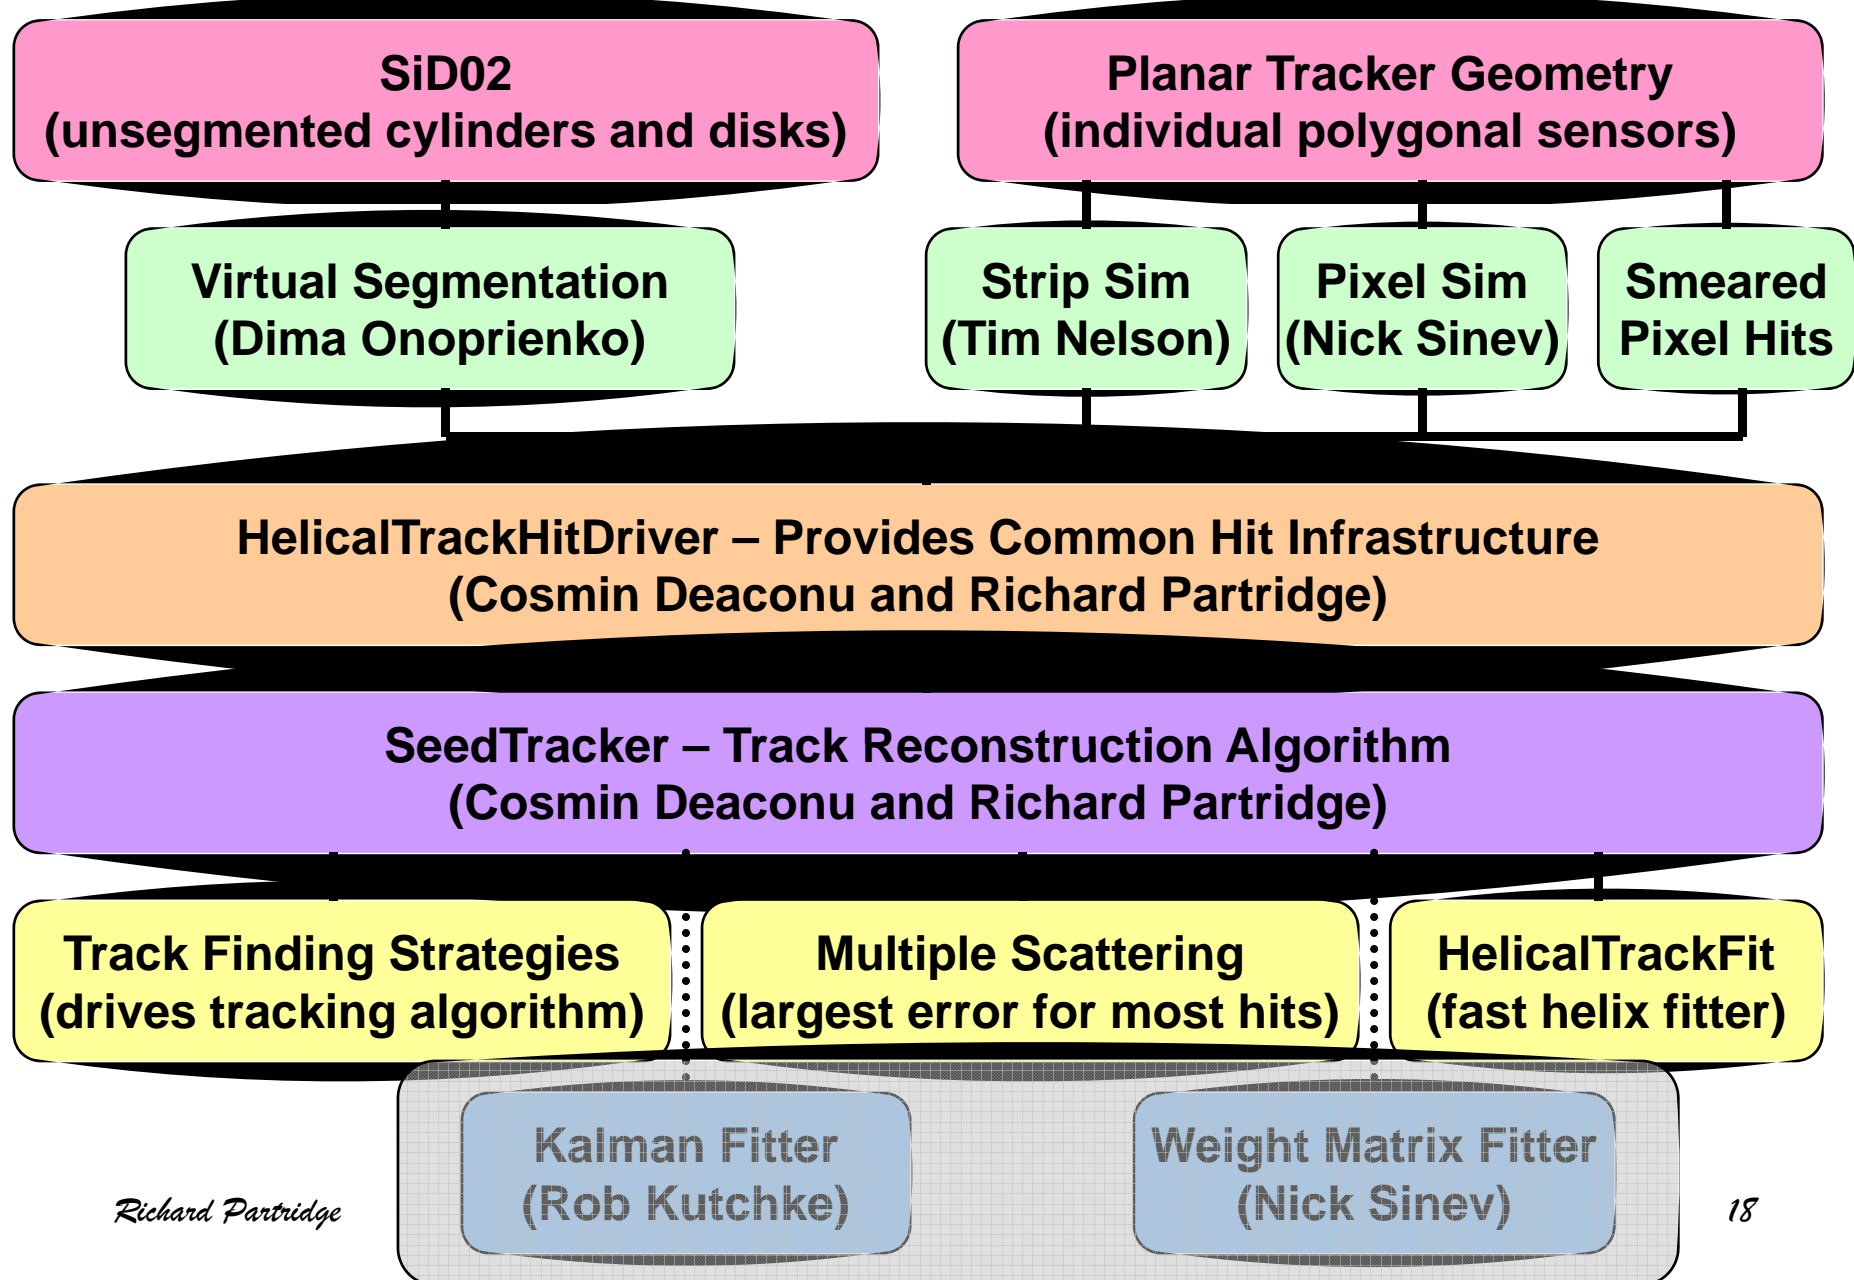 SiD02
(unsegmented cylinders and disks)
Planar Tracker Geometry
(individual polygonal sensors)
Virtual Segmentation
(Dima Onoprienko)
Strip Sim
(Tim Nelson)
Pixel Sim
(Nick Sinev)
Smeared
Pixel Hits
HelicalTrackHitDriver – Provides Common Hit Infrastructure
(Cosmin Deaconu and Richard Partridge)
SeedTracker – Track Reconstruction Algorithm
(Cosmin Deaconu and Richard Partridge)
Track Finding Strategies
(drives tracking algorithm)
Multiple Scattering
(largest error for most hits)
HelicalTrackFit
(fast helix fitter)
Kalman Fitter
(Rob Kutchke)
Weight Matrix Fitter
(Nick Sinev)
Richard Partridge
18